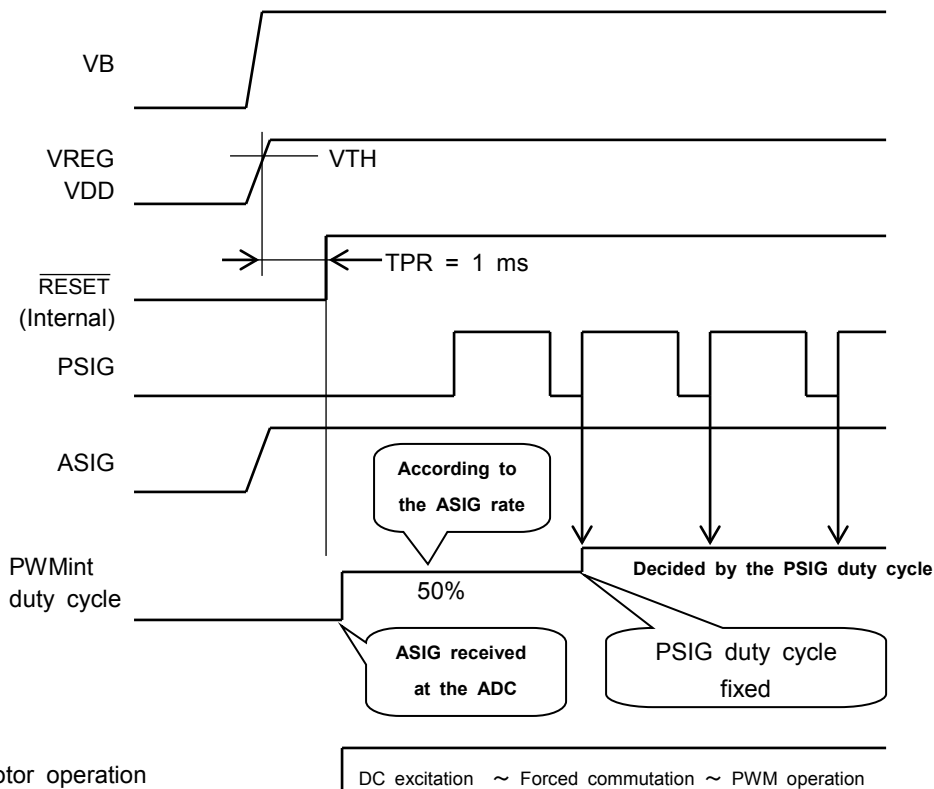 VB
VREG
VDD
VTH
TPR = 1 ms
RESET
(Internal)
PSIG
ASIG
According to
the ASIG rate
PWMint
duty cycle
50%
Decided by the PSIG duty cycle
ASIG received
at the ADC
PSIG duty cycle
fixed
otor operation
DC excitation ～ Forced commutation ～ PWM operation